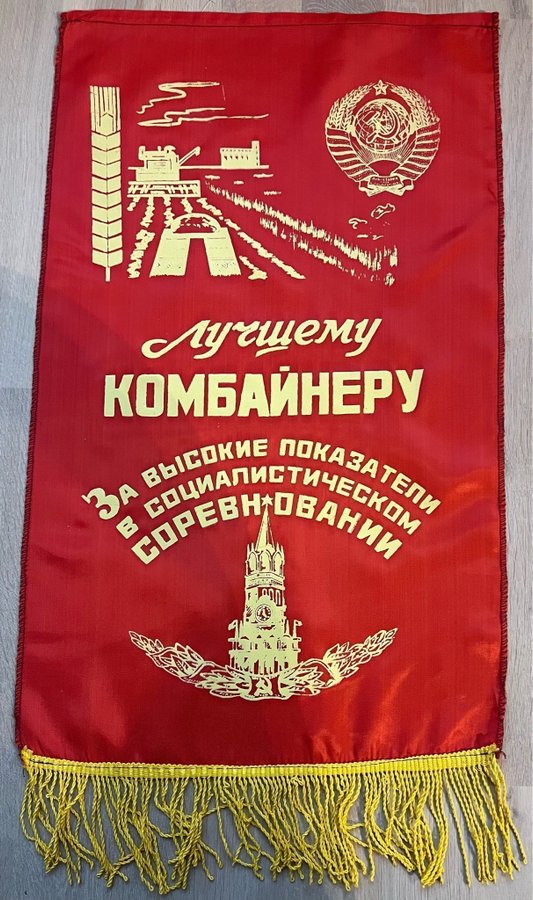 Лучшему
КОМБАЙНЕРУ
За высокие показатели
в социалистическом
соревновании